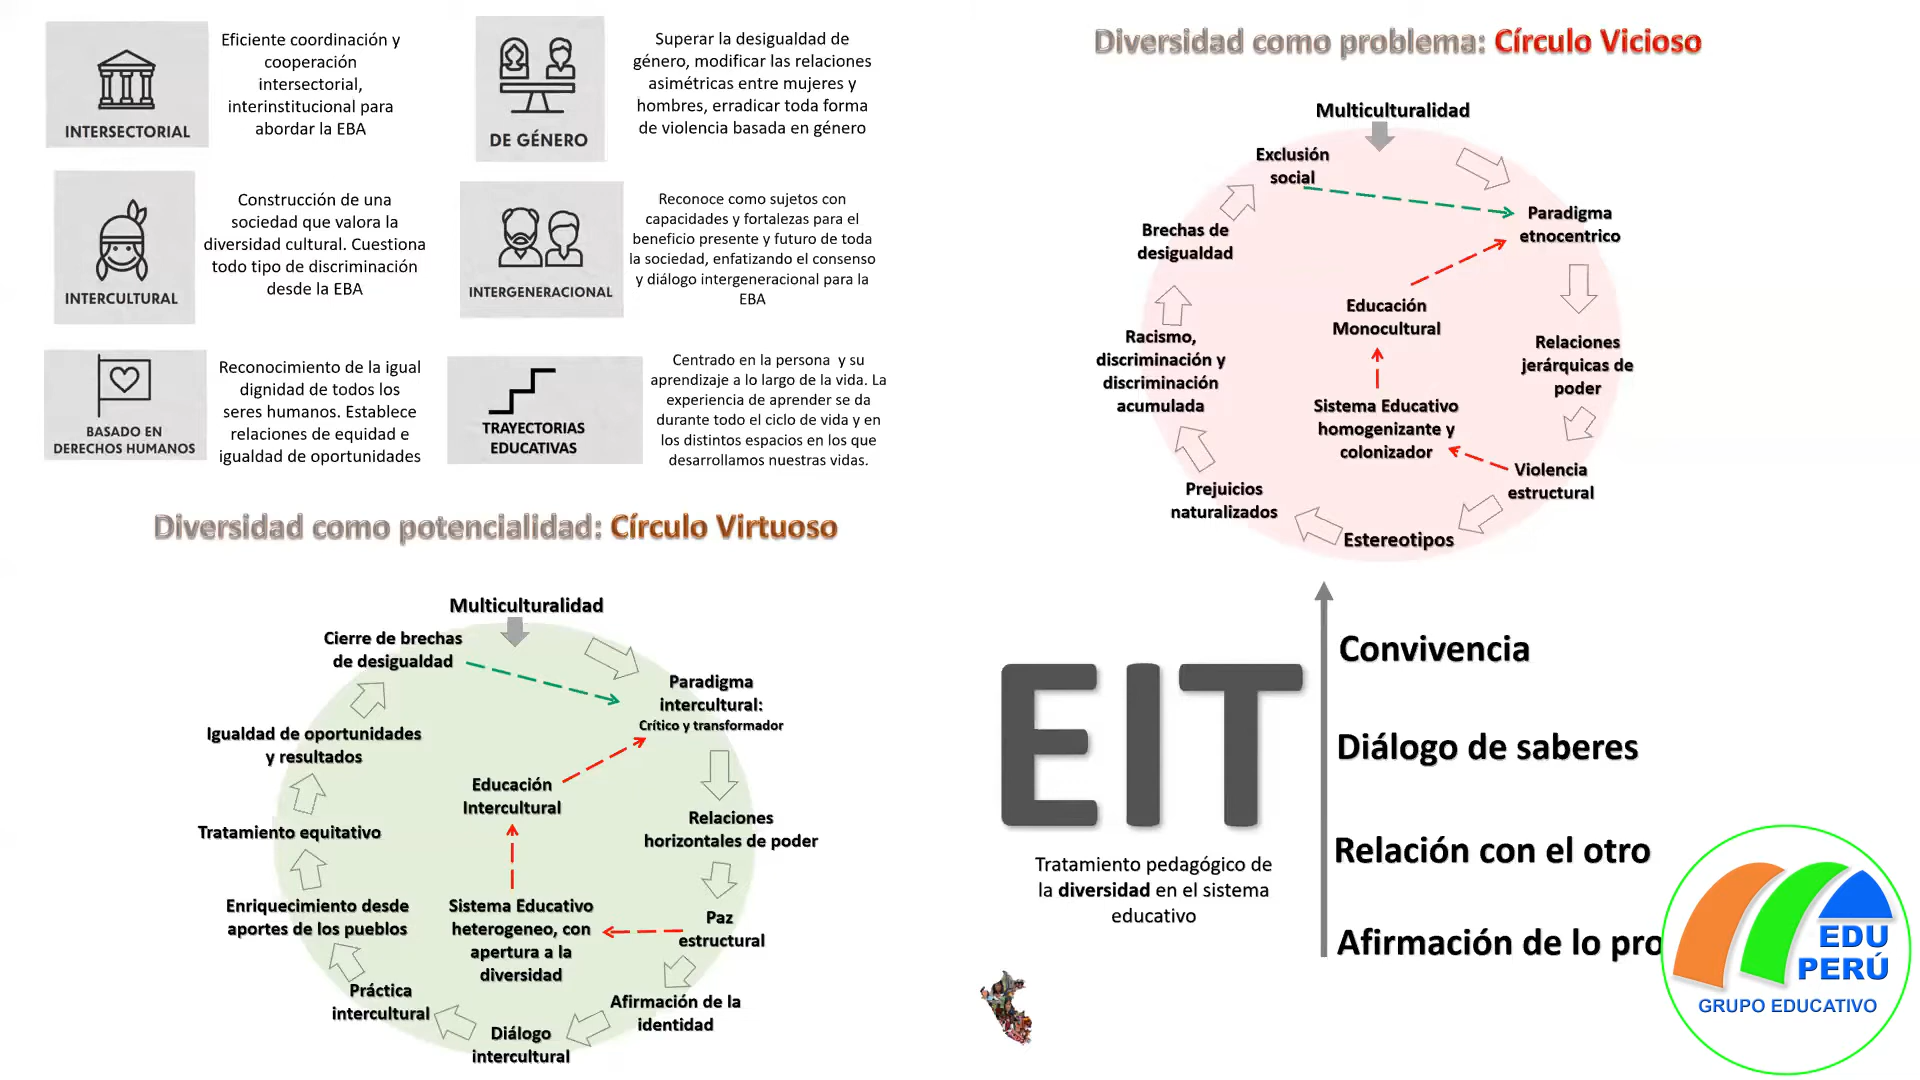 INTERSECTORIAL
Eficiente coordinación y
cooperación
intersectorial,
interinstitucional para
abordar la EBA
DE GÉNERO
Superar la desigualdad de
género, modificar las relaciones
asimétricas entre mujeres y
hombres, erradicar toda forma
de violencia basada en género
INTERCULTURAL
Construcción de una
sociedad que valora la
diversidad cultural. Cuestiona
todo tipo de discriminación
desde la EBA
INTERGENERACIONAL
Reconoce como sujetos con
capacidades y fortalezas para el
beneficio presente y futuro de toda
la sociedad, enfatizando el consenso
y diálogo intergeneracional para la
EBA
BASADO EN
DERECHOS HUMANOS
Reconocimiento de la igual
dignidad de todos los
seres humanos. Establece
relaciones de equidad e
igualdad de oportunidades
TRAYECTORIAS
EDUCATIVAS
Centrado en la persona y su
aprendizaje a lo largo de la vida. La
experiencia de aprender se da
durante todo el ciclo de vida y en
los distintos espacios en los que
desarrollamos nuestras vidas.
Diversidad como problema: Círculo Vicioso
Multiculturalidad
Exclusión
social
Paradigma
etnocentrico
Brechas de
desigualdad
Educación
Monocultural
Racismo,
discriminación y
discriminación
acumulada
Relaciones
jerárquicas de
poder
Sistema Educativo
homogenizante y
colonizador
Violencia
estructural
Prejuicios
naturalizados
Estereotipos
Diversidad como potencialidad: Círculo Virtuoso
Multiculturalidad
Cierre de brechas
de desigualdad
Paradigma
intercultural:
Crítico y transformador
Igualdad de oportunidades
y resultados
Educación
Intercultural
Relaciones
horizontales de poder
Tratamiento equitativo
Enriquecimiento desde
aportes de los pueblos
Sistema Educativo
heterogeneo, con
apertura a la
diversidad
Paz
estructural
Práctica
intercultural
Afirmación de la
identidad
Diálogo
intercultural
EIT
Tratamiento pedagógico de
la diversidad en el sistema
educativo
Convivencia
Diálogo de saberes
Relación con el otro
Afirmación de lo pro
EDU
PERÚ
GRUPO EDUCATIVO